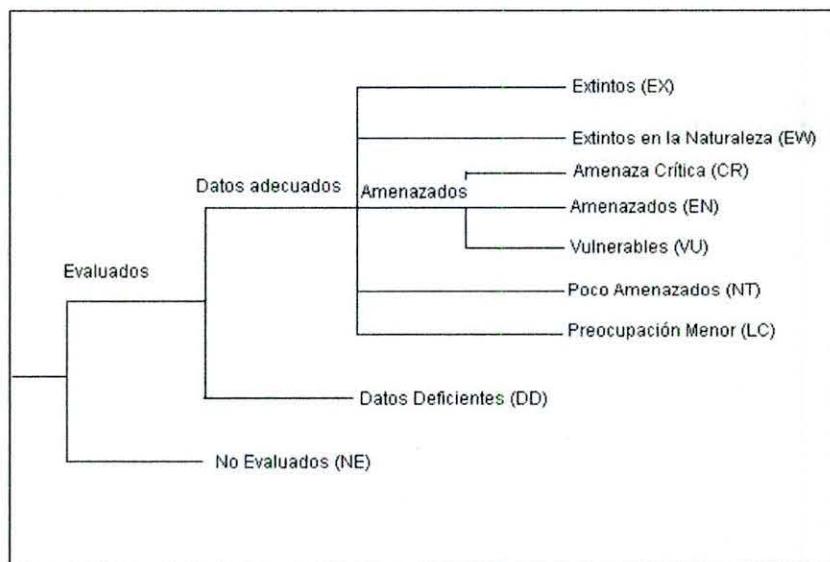 Extintos (EX)
Extintos en la Naturaleza (EW)
Amenaza Crítica (CR)
Datos adecuados
Amenazados
Amenazados (EN)
Vulnerables (VU)
Evaluados
Poco Amenazados (NT)
Preocupación Menor (LC)
Datos Deficientes (DD)
No Evaluados (NE)